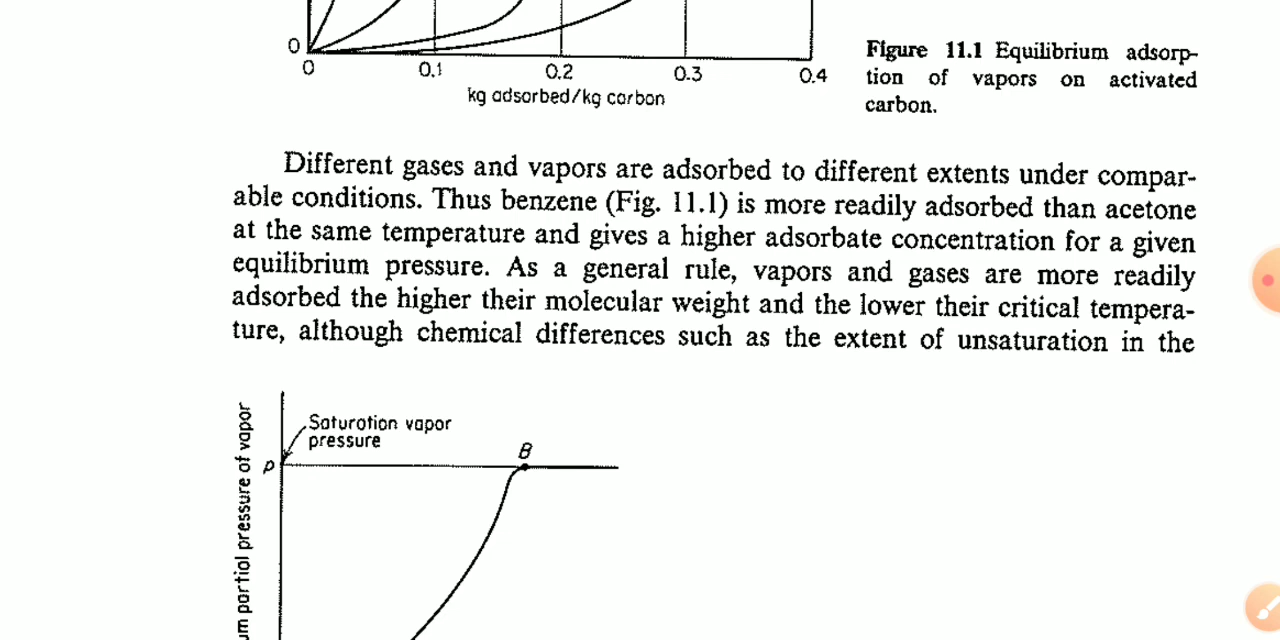 0
0
0.1
0.2
0.3
0.4
kg adsorbed/kg carbon
Figure 11.1 Equilibrium adsorp-
tion of vapors on activated
carbon.
Different gases and vapors are adsorbed to different extents under compar-
able conditions. Thus benzene (Fig. 11.1) is more readily adsorbed than acetone
at the same temperature and gives a higher adsorbate concentration for a given
equilibrium pressure. As a general rule, vapors and gases are more readily
adsorbed the higher their molecular weight and the lower their critical tempera-
ture, although chemical differences such as the extent of unsaturation in the
Saturation vapor
pressure
B
p
partial pressure of vapor